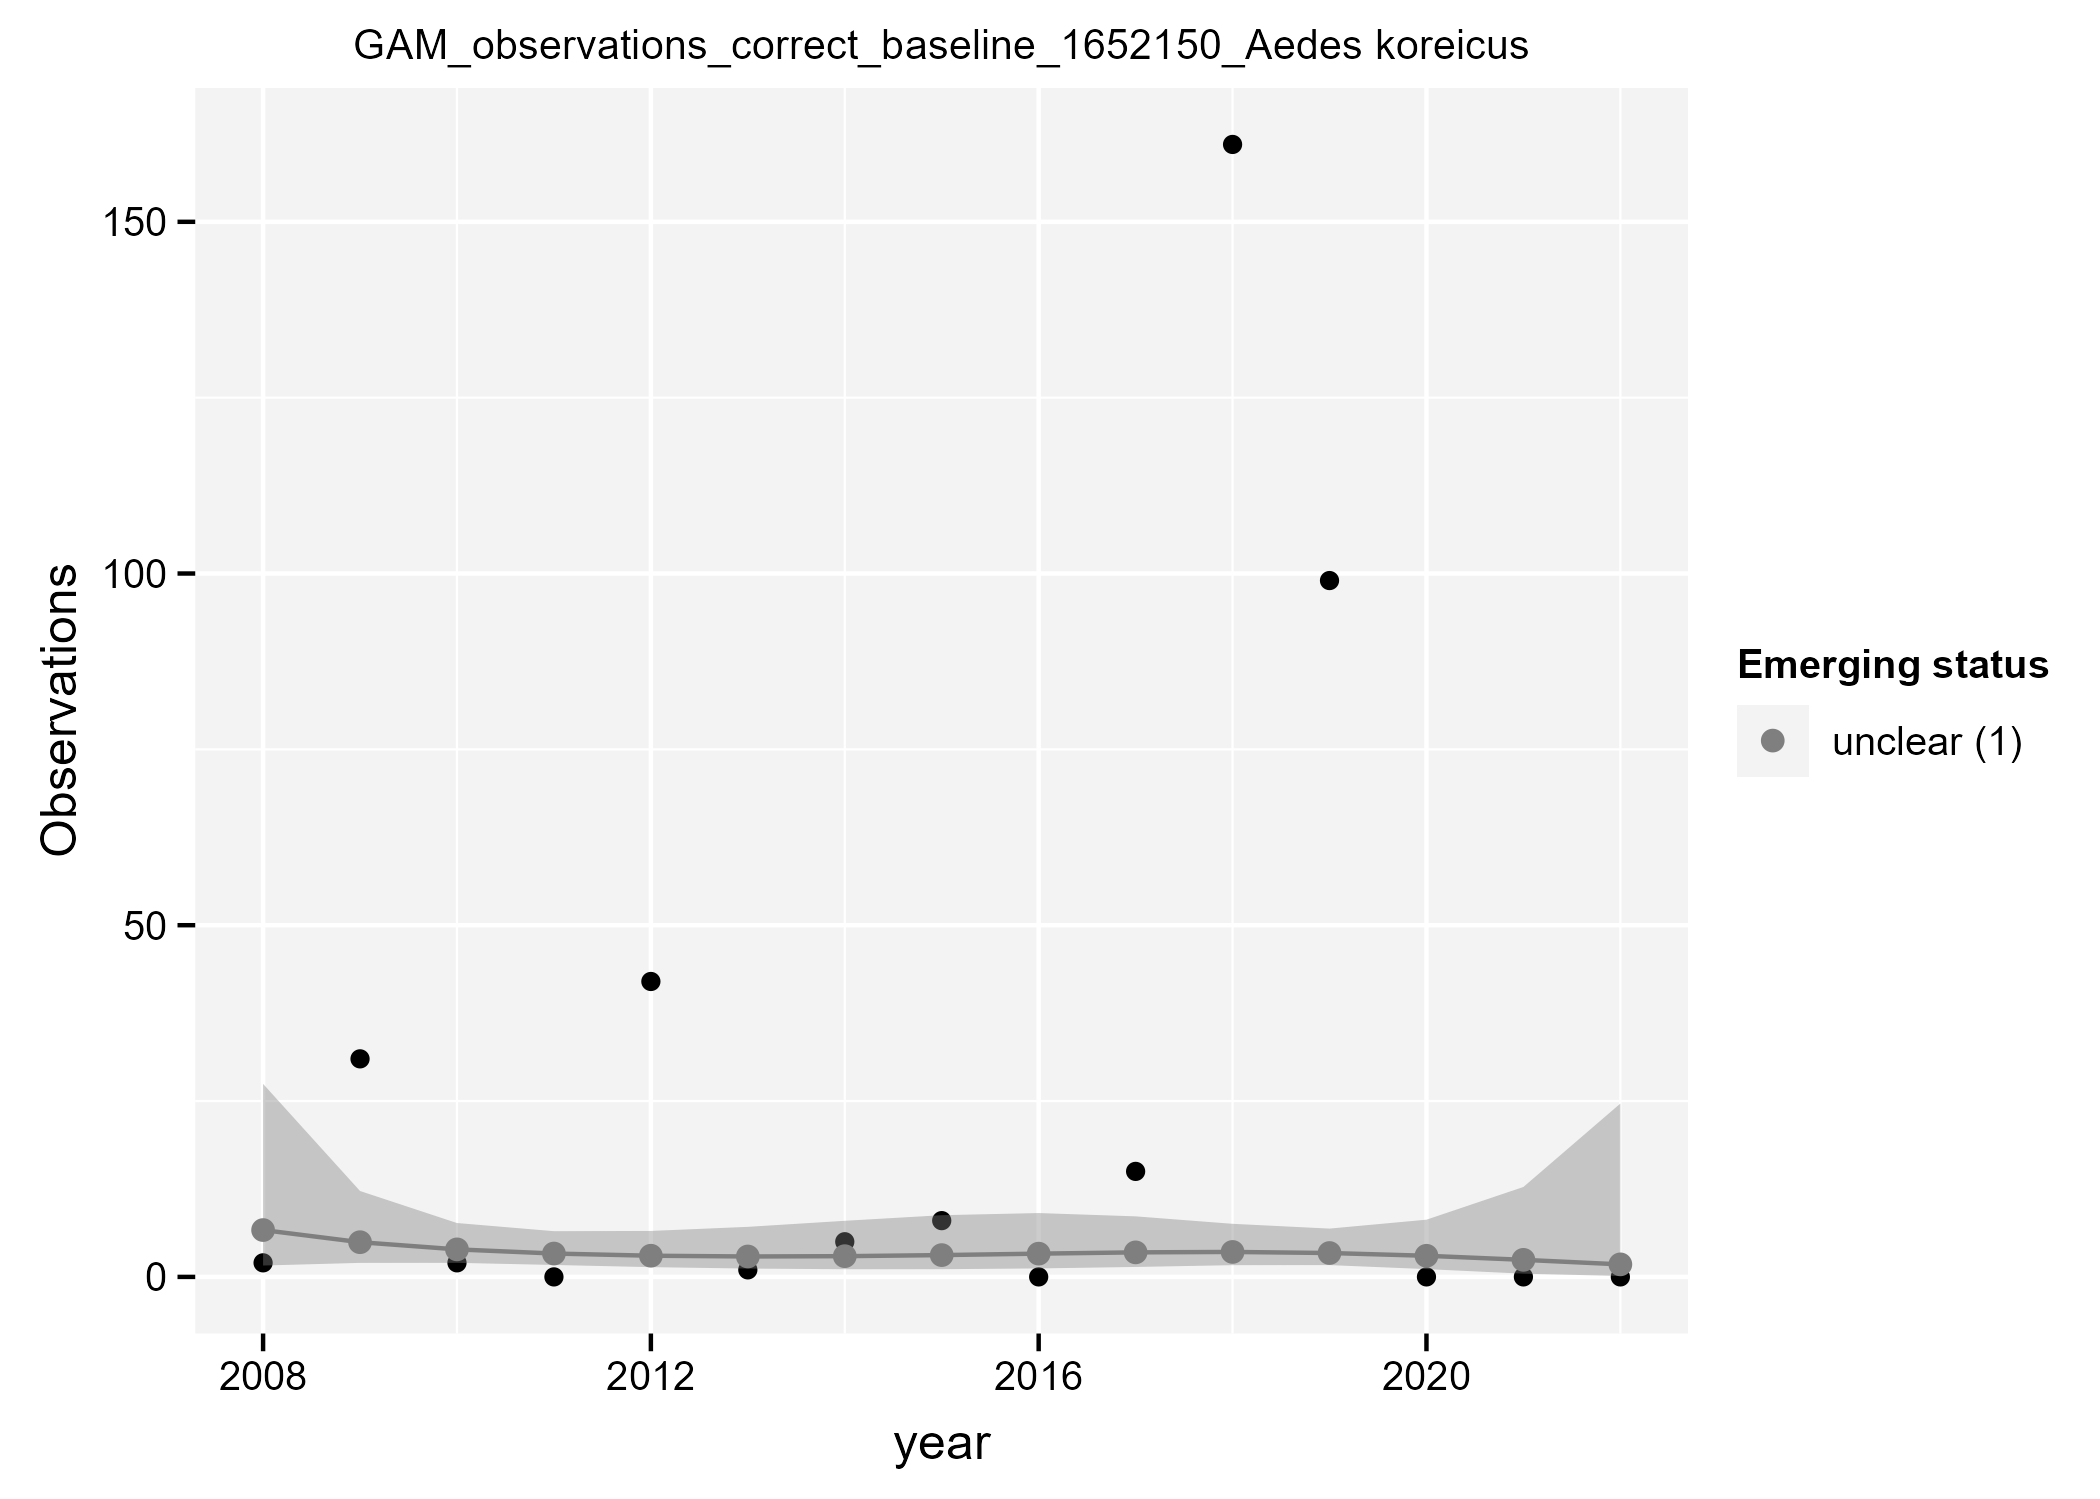 GAM_observations_correct_baseline_1652150_Aedes koreicus
Observations
150
100
50
0
2008
2012
2016
2020
year
Emerging status
unclear (1)